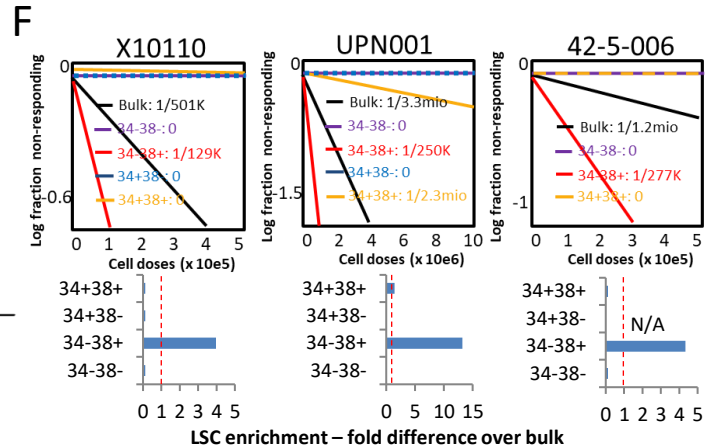 F
X10110
UPN001
42-5-006
Log fraction non-responding
0
-0.6
Bulk: 1/501K
34-38-: 0
34-38+: 1/129K
34+38-: 0
34+38+: 0
0 1 2 3 4 5
Cell doses (x 10e5)
Log fraction non-responding
0
-1.5
Bulk: 1/3.3mio
34-38-: 0
34-38+: 1/250K
34+38-: 0
34+38+: 1/2.3mio
0 2 4 6 8 10
Cell doses (x 10e6)
Log fraction non-responding
0
-1
Bulk: 1/1.2mio
34-38-: 0
34-38+: 1/277K
34+38+: 0
0 1 2 3 4 5
Cell doses (x 10e5)
34+38+
34+38-
34-38+
34-38-
0 1 2 3 4 5
34+38+
34+38-
34-38+
34-38-
0 5 10 15
34+38+
34+38-
N/A
34-38+
34-38-
0 1 2 3 4 5
LSC enrichment – fold difference over bulk